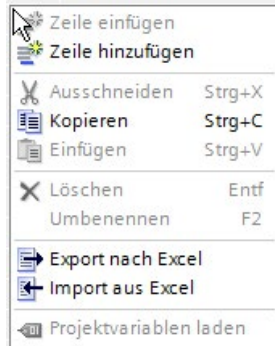 Zeile einfügen
Zeile hinzufügen
Ausschneiden Strg+X
Kopieren Strg+C
Einfügen Strg+V
Löschen Entf
Umbenennen F2
Export nach Excel
Import aus Excel
Projektvariablen laden